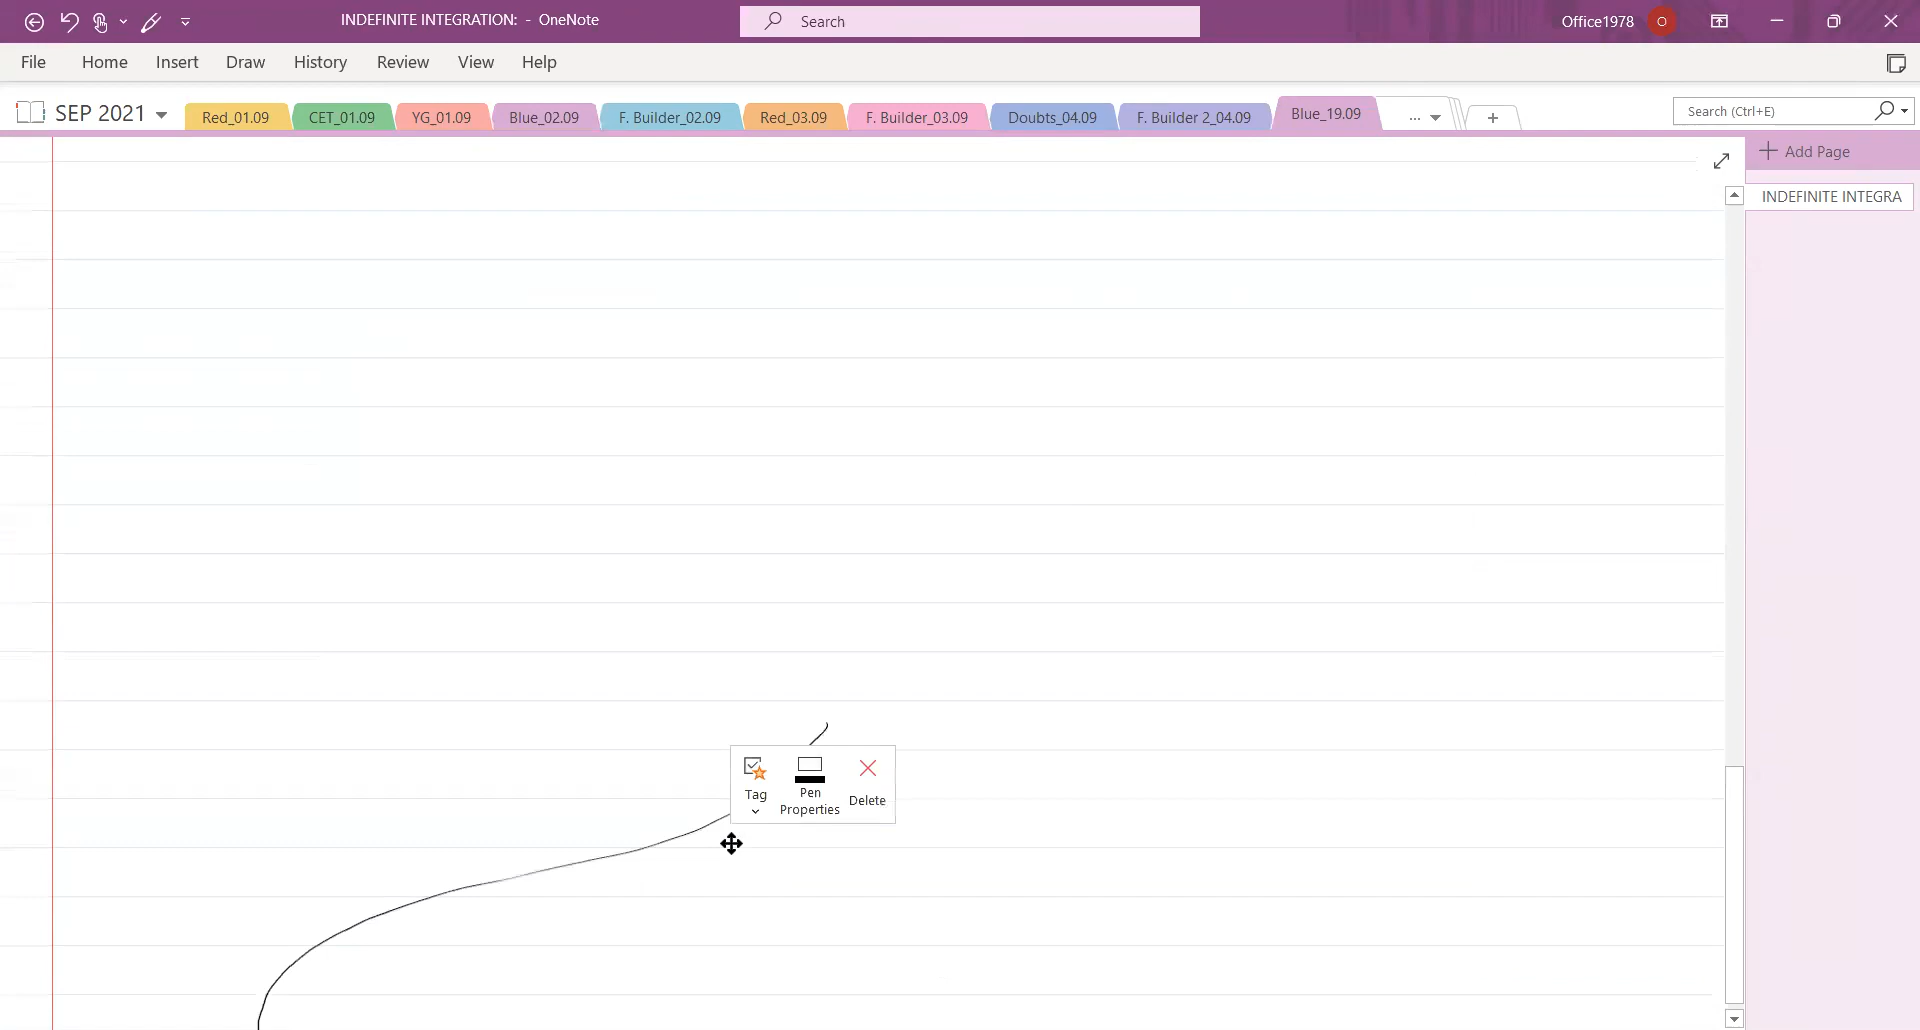 INDEFINITE INTEGRATION: - OneNote
Search
Office1978
O
File Home Insert Draw History Review View Help
SEP 2021
Red_01.09
CET_01.09
YG_01.09
Blue_02.09
F. Builder_02.09
Red_03.09
F. Builder_03.09
Doubts_04.09
F. Builder 2_04.09
Blue_19.09
...
+
Search (Ctrl+E)
Add Page
INDEFINITE INTEGRA
Tag
Pen
Properties
Delete